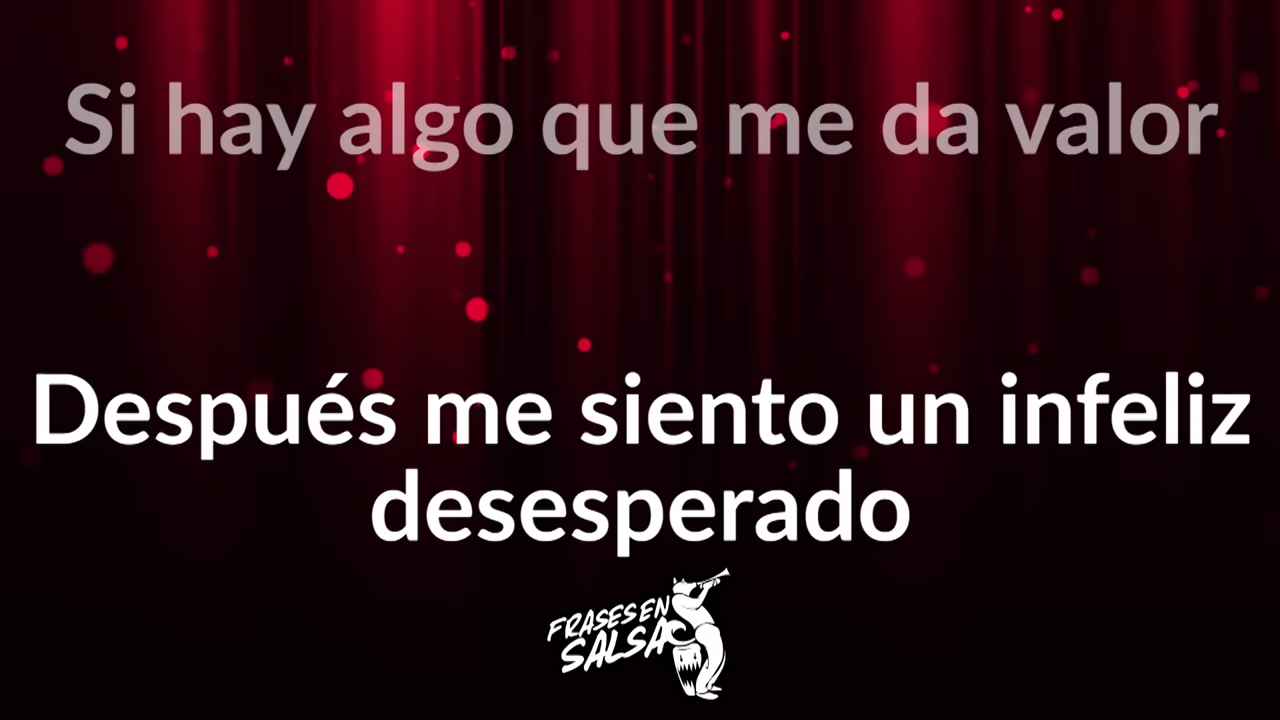 Si hay algo que me da valor
Después me siento un infeliz
desesperado
FRASES EN
SALSA